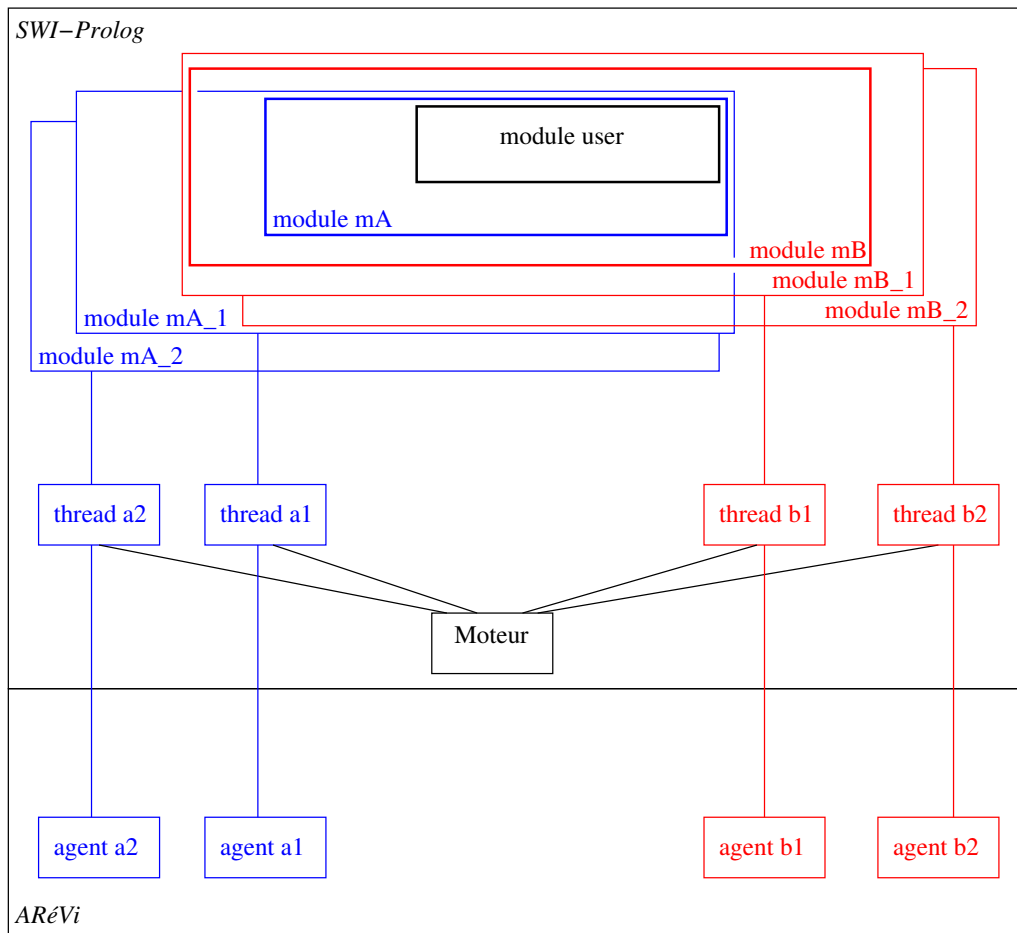 SWI−Prolog
module user
module mA
module mB
module mB_1
module mB_2
module mA_1
module mA_2
thread a2
thread a1
thread b1
thread b2
Moteur
agent a2
agent a1
agent b1
agent b2
ARéVi